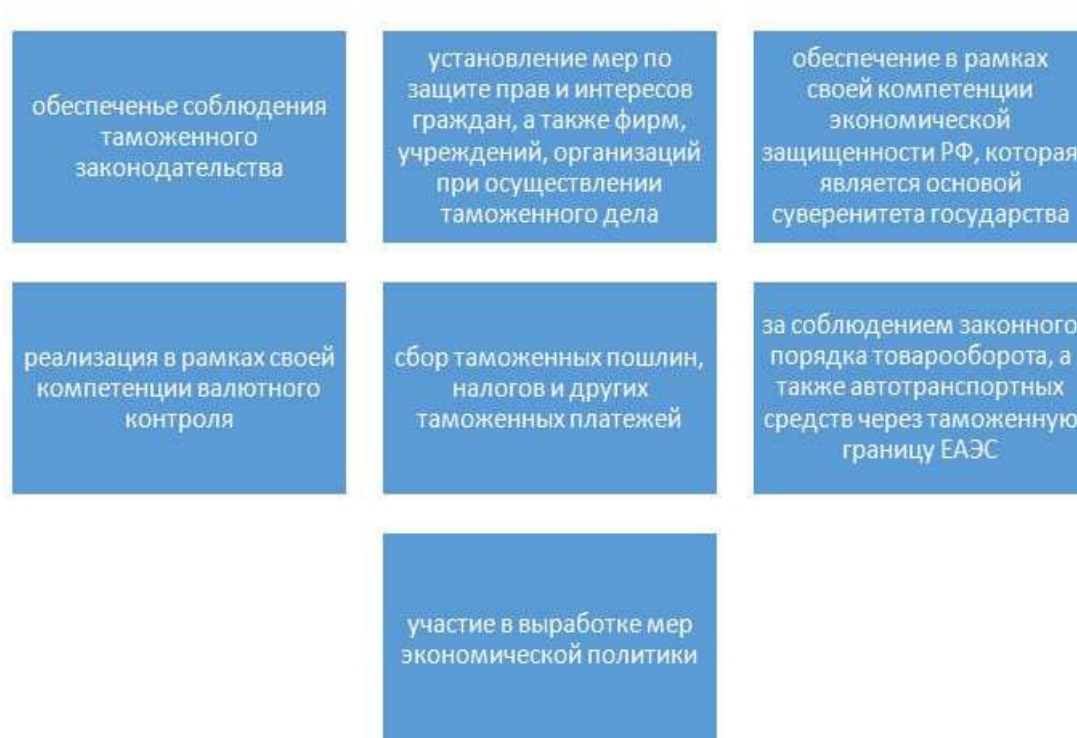 обеспеченье соблюдения
таможенного
законодательства
установление мер по
защите прав и интересов
граждан, а также фирм,
учреждений, организаций
при осуществлении
таможенного дела
обеспечение в рамках
своей компетенции
экономической
защищенности РФ, которая
является основой
суверенитета государства
реализация в рамках своей
компетенции валютного
контроля
сбор таможенных пошлин,
налогов и других
таможенных платежей
за соблюдением законного
порядка товарооборота, а
также автотранспортных
средств через таможенную
границу ЕАЭС
участие в выработке мер
экономической политики